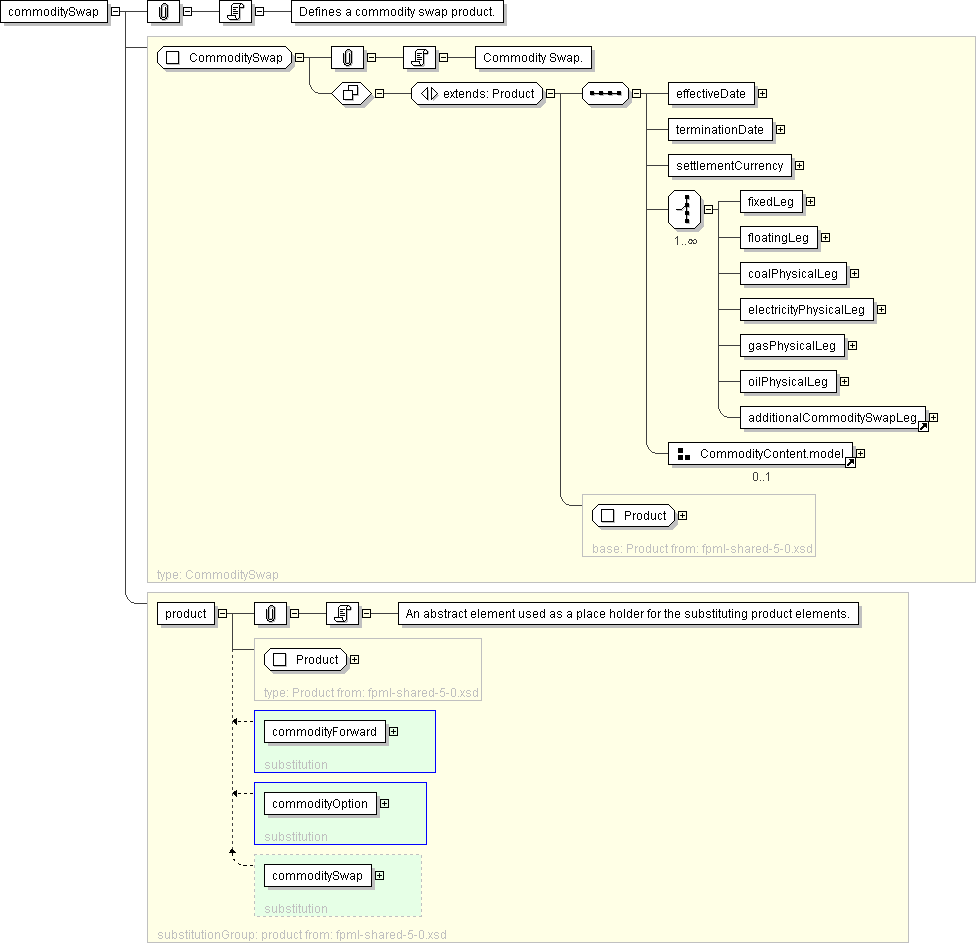 commoditySwap
Defines a commodity swap product.
CommoditySwap
Commodity Swap.
extends: Product
effectiveDate
terminationDate
settlementCurrency
1..∞
fixedLeg
floatingLeg
coalPhysicalLeg
electricityPhysicalLeg
gasPhysicalLeg
oilPhysicalLeg
additionalCommoditySwapLeg
CommodityContent.model
0..1
Product
base: Product from: fpml-shared-5-0.xsd
type: CommoditySwap
product
An abstract element used as a place holder for the substituting product elements.
Product
type: Product from: fpml-shared-5-0.xsd
commodityForward
substitution
commodityOption
substitution
commoditySwap
substitution
substitutionGroup: product from: fpml-shared-5-0.xsd